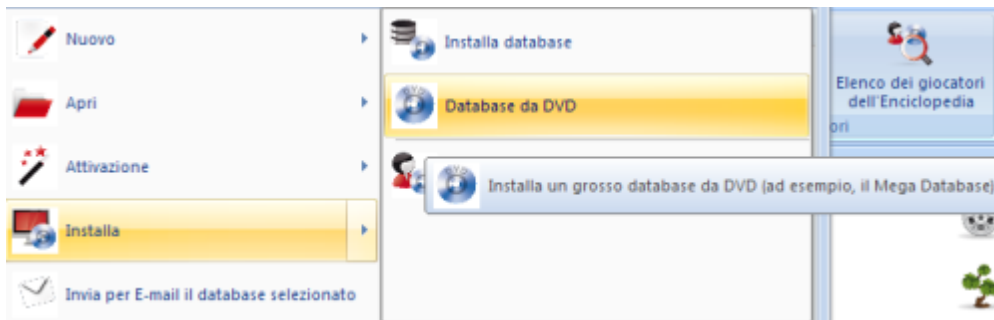 Nuovo
Apri
Attivazione
Installa
Invia per E-mail il database selezionato
Installa database
Database da DVD
Installa un grosso database da DVD (ad esempio, il Mega Database)
Elenco dei giocatori
dell'Enciclopedia
ori